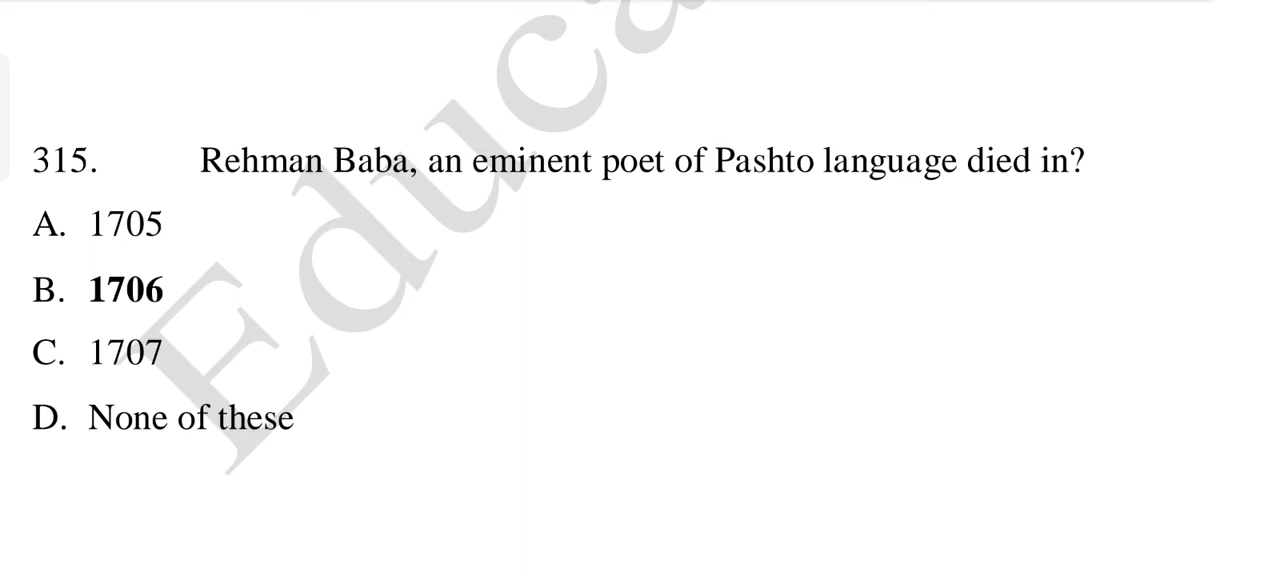 315. Rehman Baba, an eminent poet of Pashto language died in?
A. 1705
B. 1706
C. 1707
D. None of these